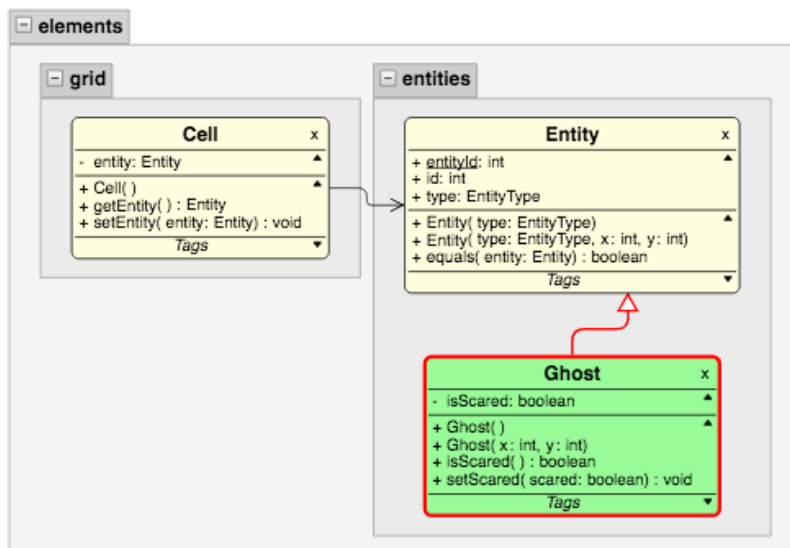 elements
grid
entities
Cell x
- entity: Entity
+ Cell( )
+ getEntity( ) : Entity
+ setEntity( entity: Entity) : void
Tags
Entity x
+ entityId: int
+ id: int
+ type: EntityType
+ Entity( type: EntityType)
+ Entity( type: EntityType, x: int, y: int)
+ equals( entity: Entity) : boolean
Tags
Ghost x
- isScared: boolean
+ Ghost( )
+ Ghost( x: int, y: int)
+ isScared( ) : boolean
+ setScared( scared: boolean) : void
Tags